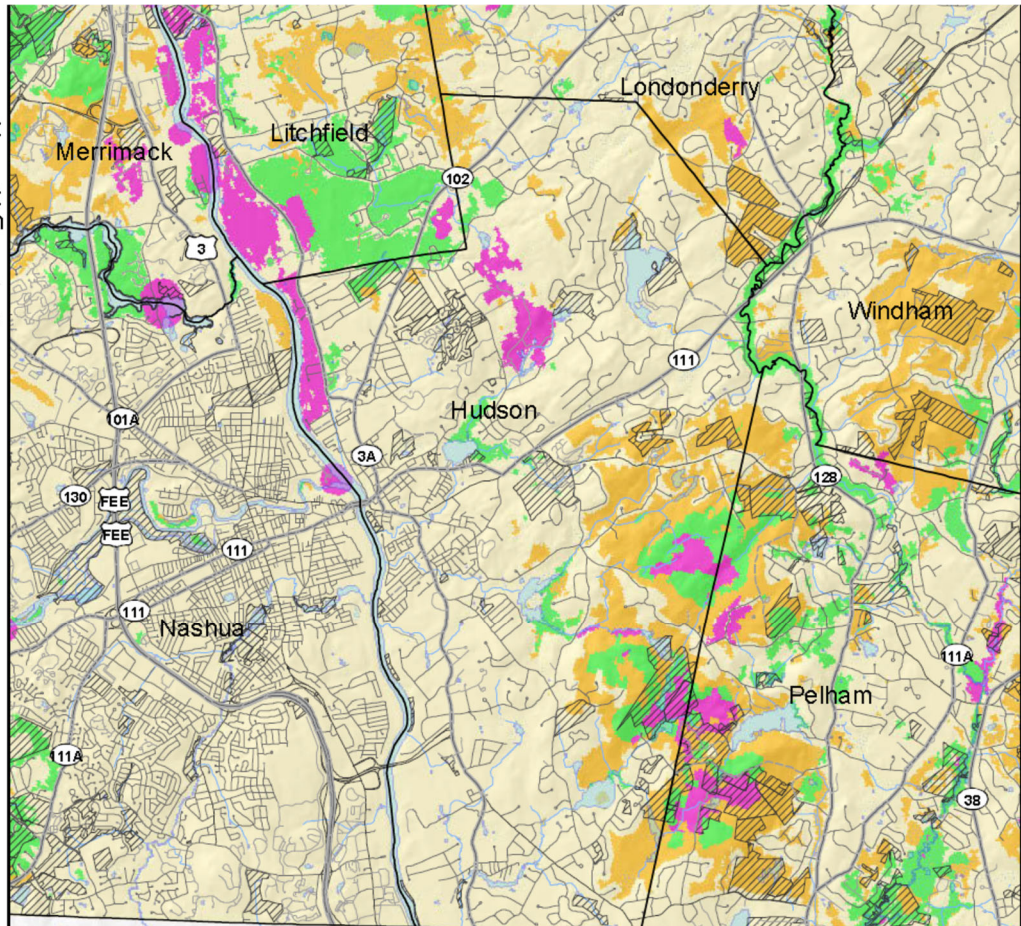 Londonderry
Litchfield
Merrimack
102
3
Windham
111
Hudson
101A
3A
128
130
FEE
FEE
111
111
Nashua
111A
Pelham
111A
38